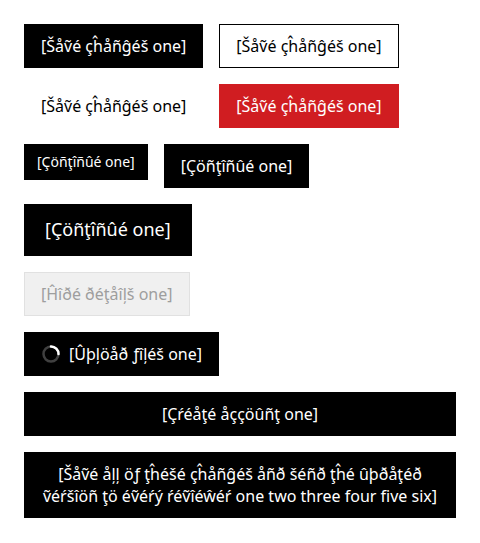 [Šåṽé çĥåñĝéš one] [Šåṽé çĥåñĝéš one]
[Šåṽé çĥåñĝéš one] [Šåṽé çĥåñĝéš one]
[Çöñţîñûé one] [Çöñţîñûé one]
[Çöñţîñûé one]
[Ĥîðé ðéţåîļš one]
[Ûþļöåð ƒîļéš one]
[Çŕéåţé åççöûñţ one]
[Šåṽé åļļ öƒ ţĥéšé çĥåñĝéš åñð šéñð ţĥé ûþðåţéð
ṽéŕšîöñ ţö éṽéŕý ŕéṽîéŵéŕ one two three four five six]